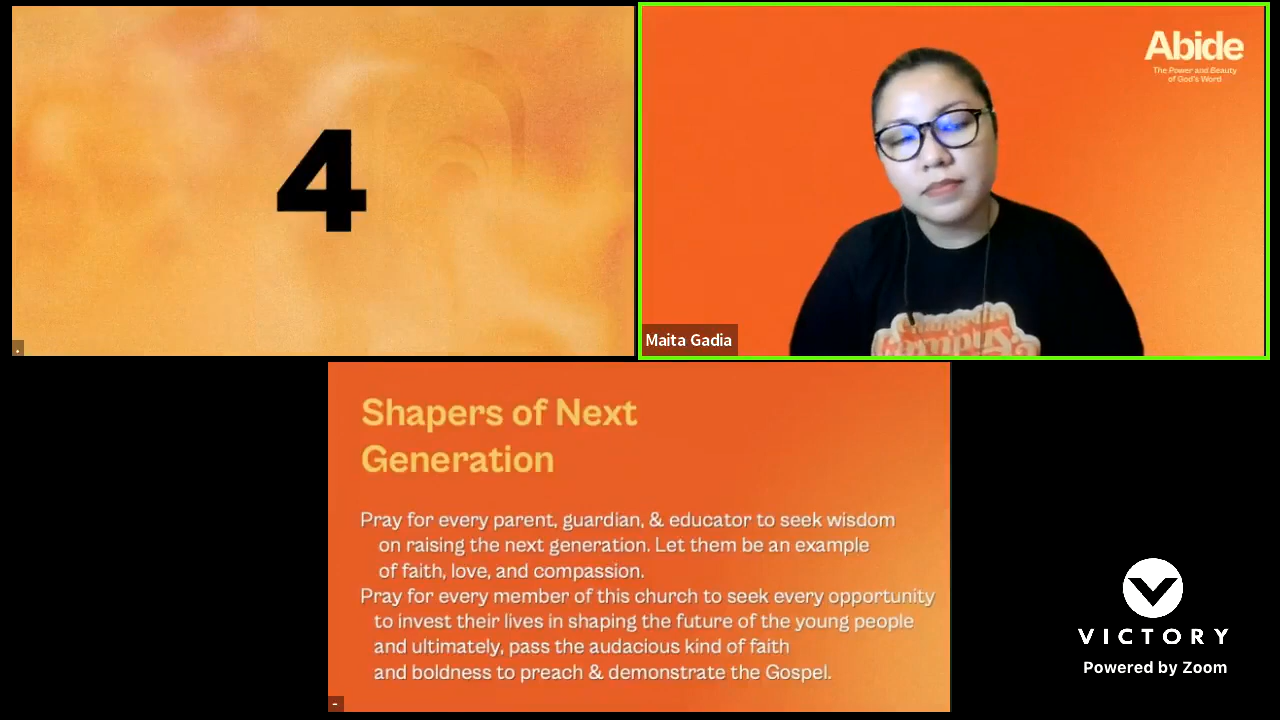 4
Abide
The Power and Beauty
of God's Word
Maita Gadia
Shapers of Next
Generation
Pray for every parent, guardian, & educator to seek wisdom
on raising the next generation. Let them be an example
of faith, love, and compassion.
Pray for every member of this church to seek every opportunity
to invest their lives in shaping the future of the young people
and ultimately, pass the audacious kind of faith
and boldness to preach & demonstrate the Gospel.
VICTORY
Powered by Zoom